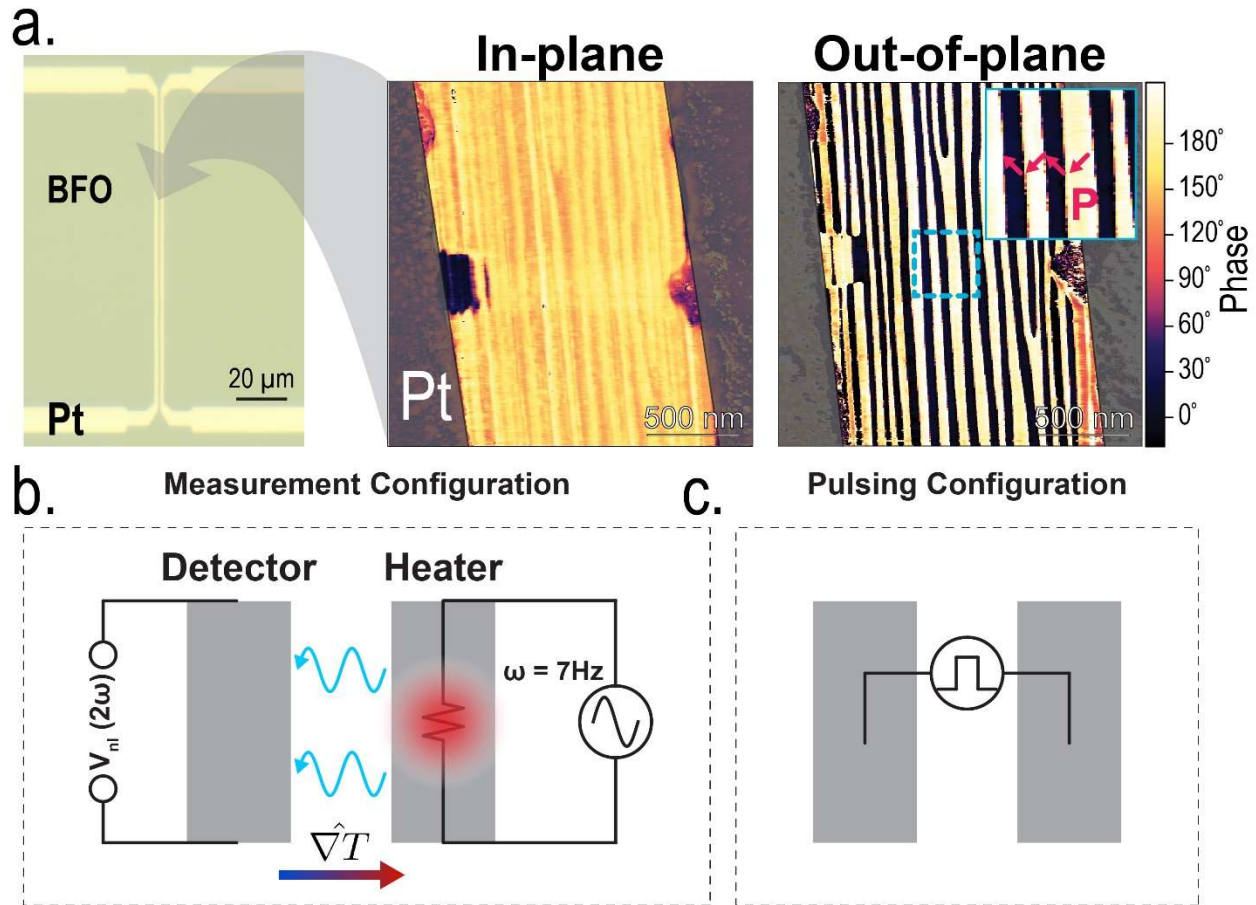 a.
BFO
Pt
20 µm
In-plane
Pt
500 nm
Out-of-plane
P
500 nm
180°
150°
120°
90°
60°
30°
0°
Phase
b.
Measurement Configuration
Detector
Heater
V_nl (2ω)
ω = 7Hz
∇̂T
c.
Pulsing Configuration